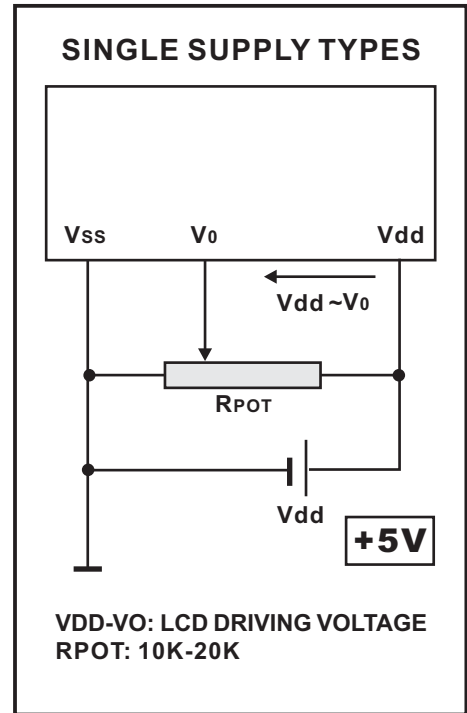 SINGLE SUPPLY TYPES
VSS V0 Vdd
Vdd ~V0
RPOT
Vdd
+5V
VDD-VO: LCD DRIVING VOLTAGE
RPOT: 10K-20K